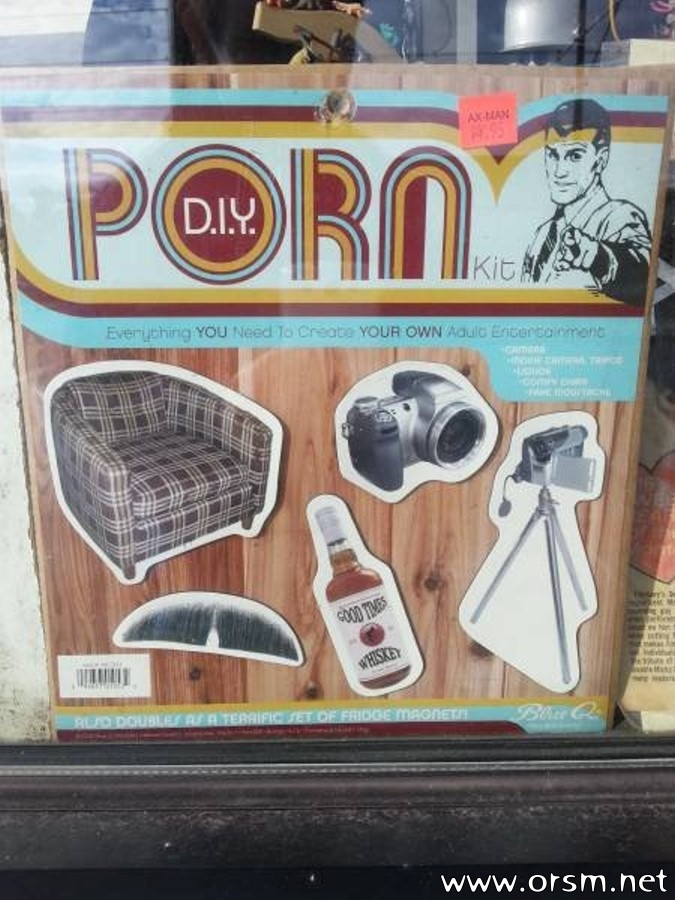 AX-MAN
PORN
D.I.Y.
Kit
Everything YOU Need To Create YOUR OWN Adult Entertainment
•CAMERA
•MOVIE CAMERA, TRIPOD
•LIQUOR
•COMFY CHAIR
•FAKE MOUSTACHE
GOOD TIMES
WHISKEY
ALSO DOUBLES AS A TERRIFIC SET OF FRIDGE MAGNETS
Blue Q
www.orsm.net